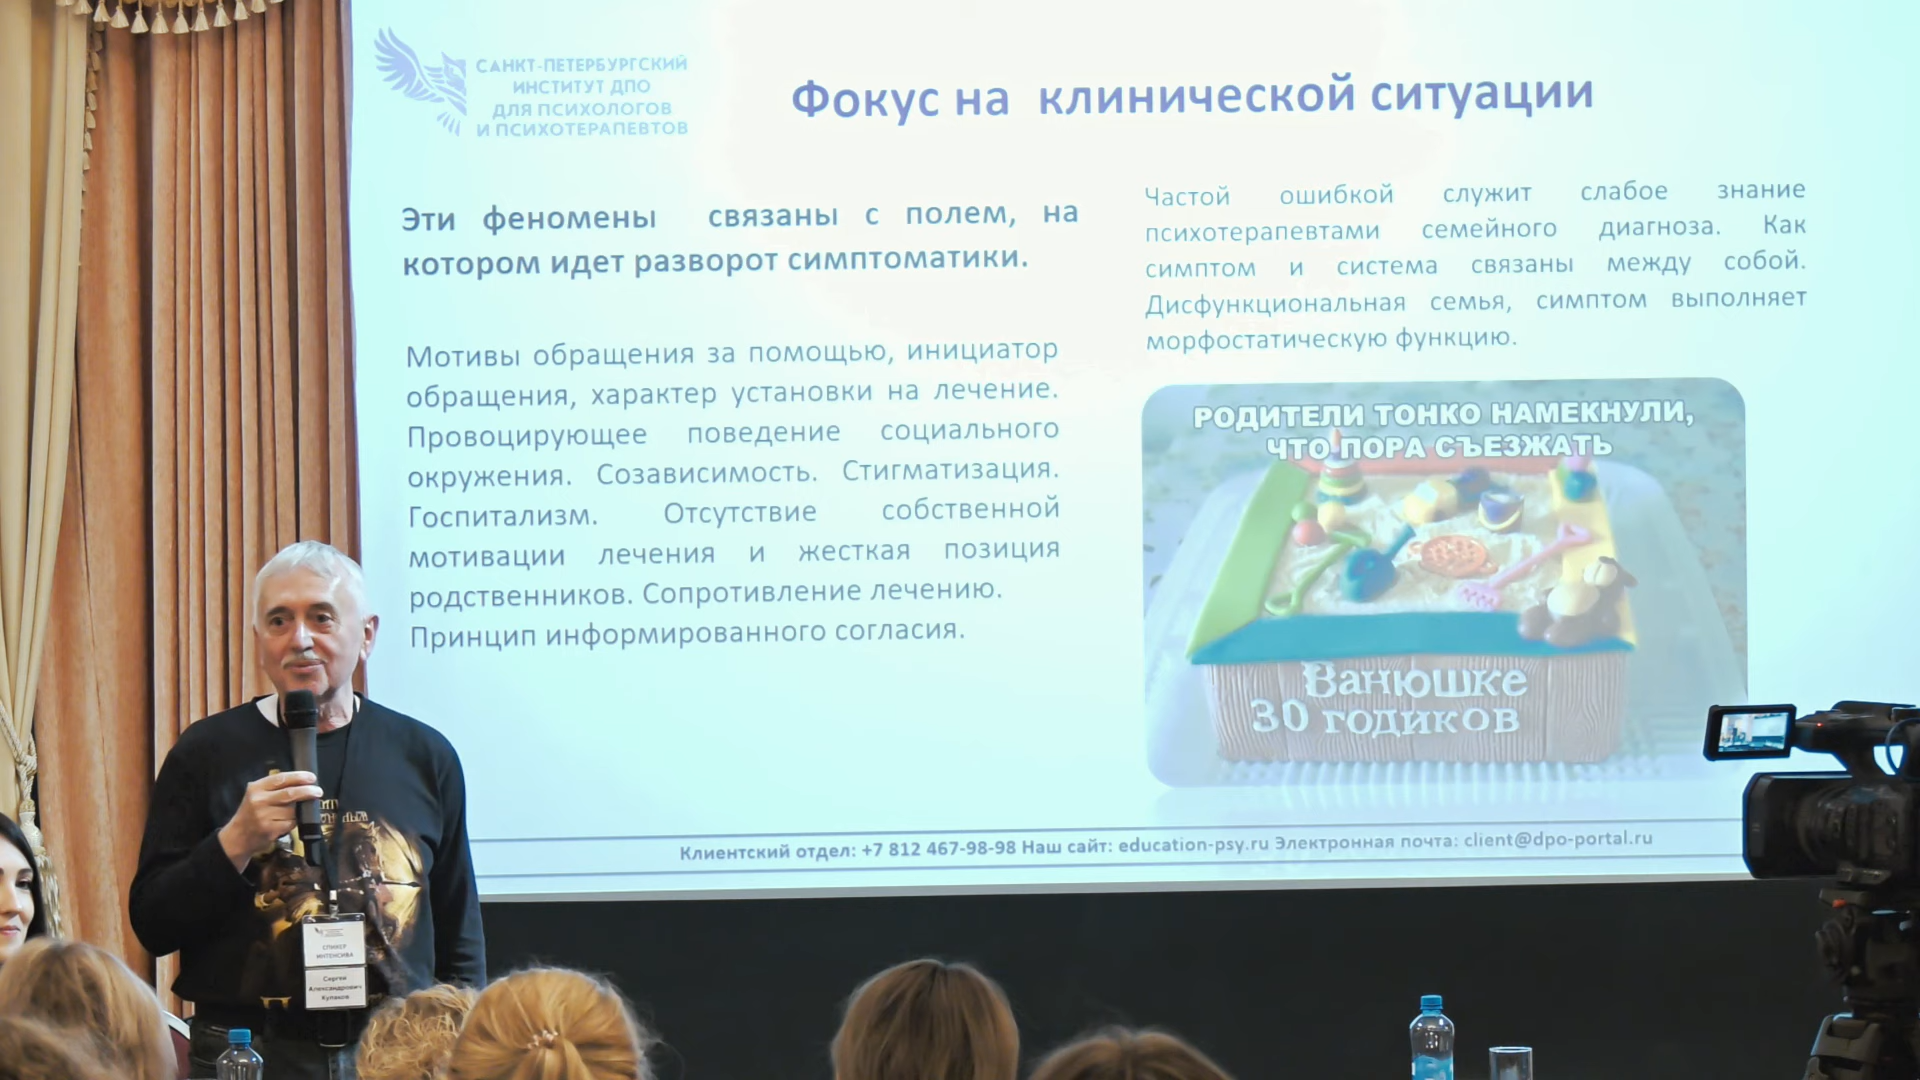 САНКТ-ПЕТЕРБУРГСКИЙ
ИНСТИТУТ ДПО
ДЛЯ ПСИХОЛОГОВ
И ПСИХОТЕРАПЕВТОВ
Фокус на клинической ситуации
Эти феномены связаны с полем, на
котором идет разворот симптоматики.
Мотивы обращения за помощью, инициатор
обращения, характер установки на лечение.
Провоцирующее поведение социального
окружения. Созависимость. Стигматизация.
Госпитализм. Отсутствие собственной
мотивации лечения и жесткая позиция
родственников. Сопротивление лечению.
Принцип информированного согласия.
Частой ошибкой служит слабое знание
психотерапевтами семейного диагноза. Как
симптом и система связаны между собой.
Дисфункциональная семья, симптом выполняет
морфостатическую функцию.
РОДИТЕЛИ ТОНКО НАМЕКНУЛИ,
ЧТО ПОРА СЪЕЗЖАТЬ
Ванюшке
30 годиков
Клиентский отдел: +7 812 467-98-98 Наш сайт: education-psy.ru Электронная почта: client@dpo-portal.ru
СПИКЕР
ИНТЕНСИВА
Сергей
Александрович
Кулаков